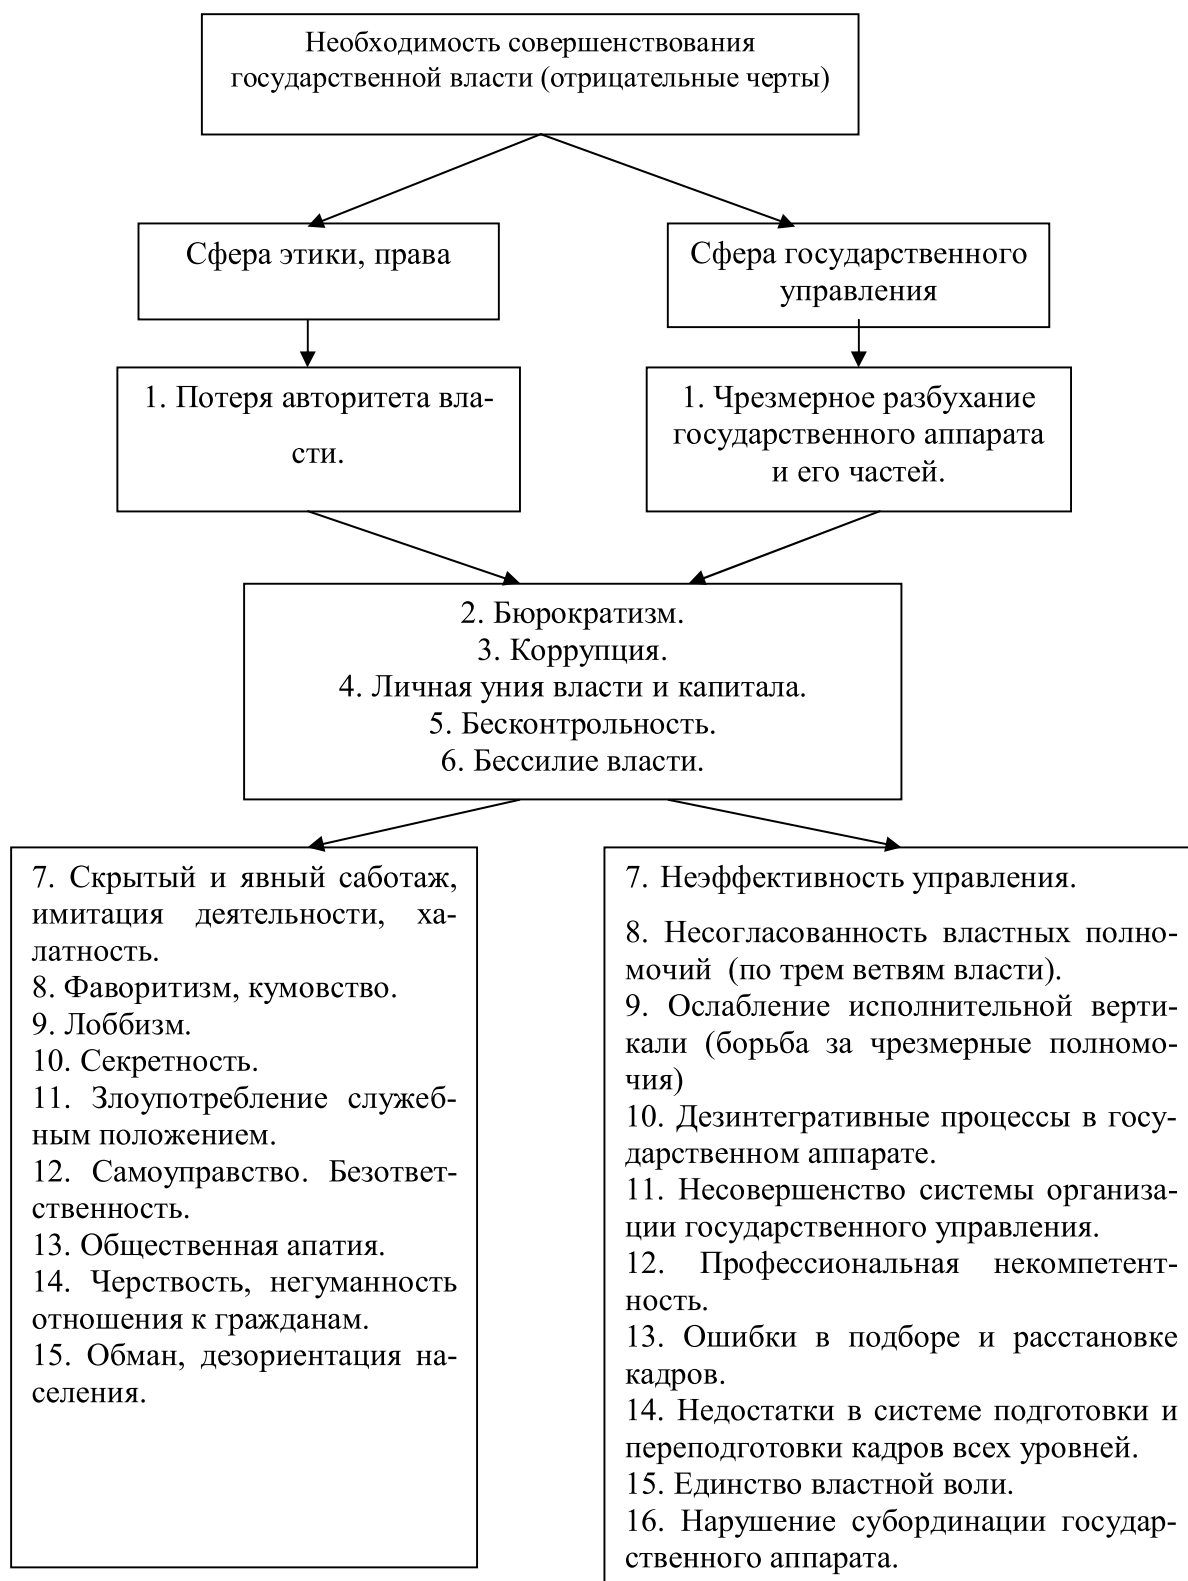 Необходимость совершенствования
государственной власти (отрицательные черты)
Сфера этики, права
Сфера государственного
управления
1. Потеря авторитета вла-
сти.
1. Чрезмерное разбухание
государственного аппарата
и его частей.
2. Бюрократизм.
3. Коррупция.
4. Личная уния власти и капитала.
5. Бесконтрольность.
6. Бессилие власти.
7. Скрытый и явный саботаж,
имитация деятельности, ха-
латность.
8. Фаворитизм, кумовство.
9. Лоббизм.
10. Секретность.
11. Злоупотребление служеб-
ным положением.
12. Самоуправство. Безответ-
ственность.
13. Общественная апатия.
14. Черствость, негуманность
отношения к гражданам.
15. Обман, дезориентация на-
селения.
7. Неэффективность управления.
8. Несогласованность властных полно-
мочий (по трем ветвям власти).
9. Ослабление исполнительной верти-
кали (борьба за чрезмерные полномо-
чия)
10. Дезинтегративные процессы в госу-
дарственном аппарате.
11. Несовершенство системы организа-
ции государственного управления.
12. Профессиональная некомпетент-
ность.
13. Ошибки в подборе и расстановке
кадров.
14. Недостатки в системе подготовки и
переподготовки кадров всех уровней.
15. Единство властной воли.
16. Нарушение субординации государ-
ственного аппарата.